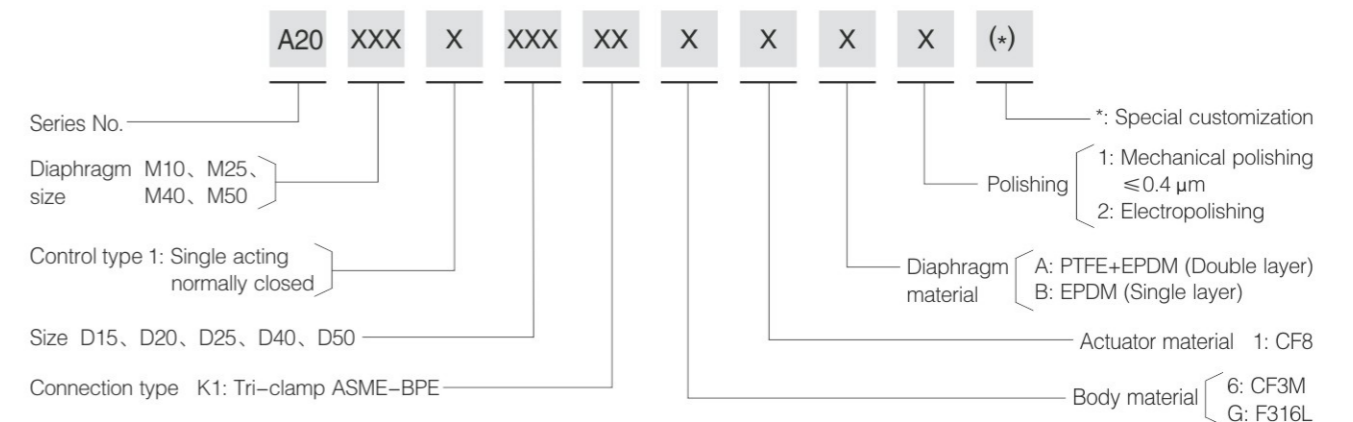 A20 XXX X XXX XX X X X X (*)
Series No.
*: Special customization
Diaphragm size M10、M25、
M40、M50
Polishing
1: Mechanical polishing
≤0.4 μm
2: Electropolishing
Control type 1: Single acting
normally closed
Diaphragm
material
A: PTFE+EPDM (Double layer)
B: EPDM (Single layer)
Size D15、D20、D25、D40、D50
Actuator material 1: CF8
Connection type K1: Tri-clamp ASME-BPE
Body material
6: CF3M
G: F316L